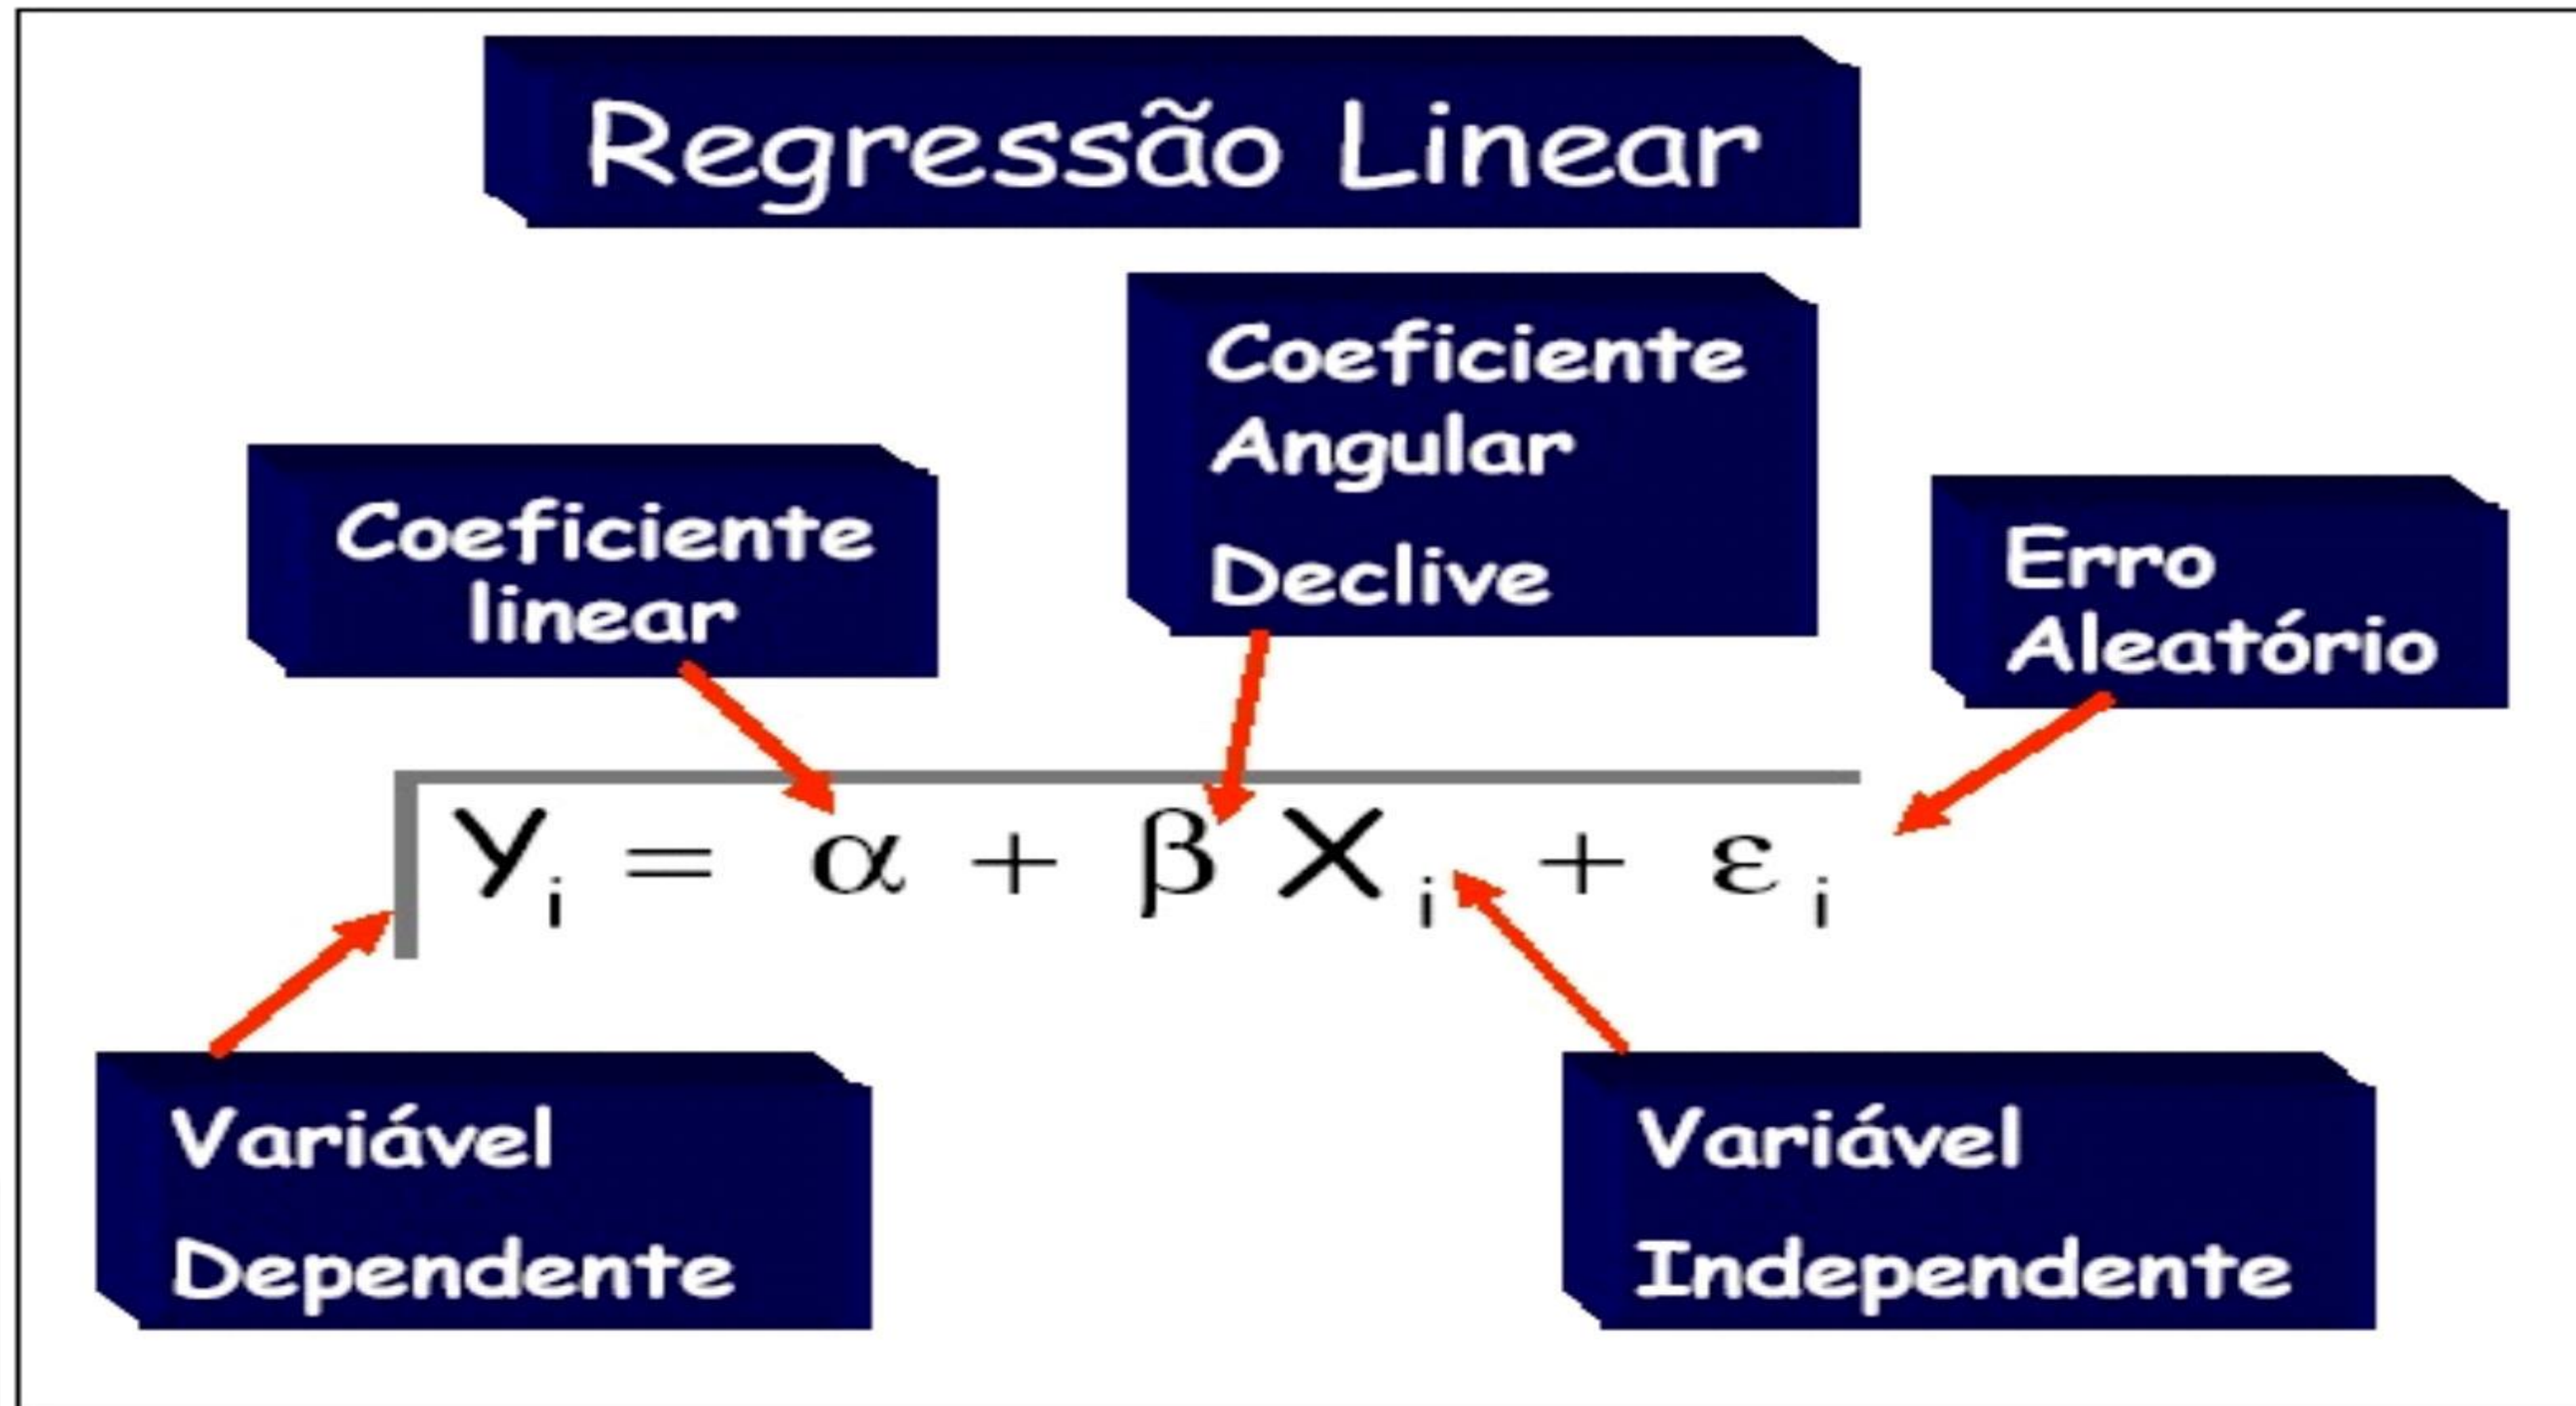 Regressão Linear
Coeficiente
Angular
Declive
Coeficiente
linear
Erro
Aleatório
Yi = α + β Xi + εi
Variável
Dependente
Variável
Independente